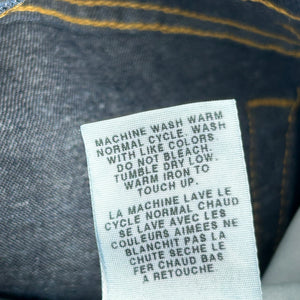 MACHINE WASH WARM
NORMAL CYCLE. WASH
WITH LIKE COLORS
DO NOT BLEACH.
TUMBLE DRY LOW.
WARM IRON TO
TOUCH UP.
LA MACHINE LAVE LE
CYCLE NORMAL CHAUD
SE LAVE AVEC LES
COULEURS AIMEES NE
BLANCHIT PAS LA
CHUTE SECHE LE
FER CHAUD BAS
A RETOUCHE